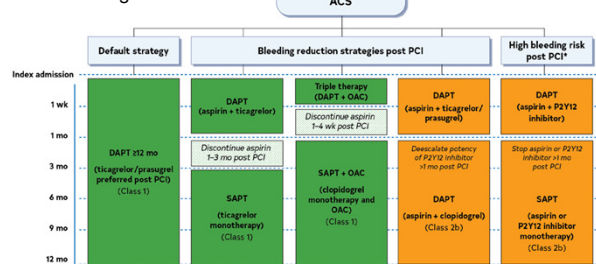 ACS
Default strategy
Bleeding reduction strategies post PCI
High bleeding risk
post PCI*
Index admission
1 wk
1 mo
3 mo
6 mo
9 mo
12 mo
DAPT ≥12 mo
(ticagrelor/prasugrel
preferred post PCI)
(Class 1)
DAPT
(aspirin + ticagrelor)
Discontinue aspirin
1–3 mo post PCI
SAPT
(ticagrelor
monotherapy)
(Class 1)
Triple therapy
(DAPT + OAC)
Discontinue aspirin
1–4 wk post PCI
SAPT + OAC
(clopidogrel
monotherapy and
OAC)
(Class 1)
DAPT
(aspirin + ticagrelor/
prasugrel)
Deescalate potency
of P2Y12 inhibitor
>1 mo post PCI
DAPT
(aspirin + clopidogrel)
(Class 2b)
DAPT
(aspirin + P2Y12
inhibitor)
Stop aspirin or P2Y12
inhibitor >1 mo
post PCI
SAPT
(aspirin or
P2Y12 inhibitor
monotherapy)
(Class 2b)